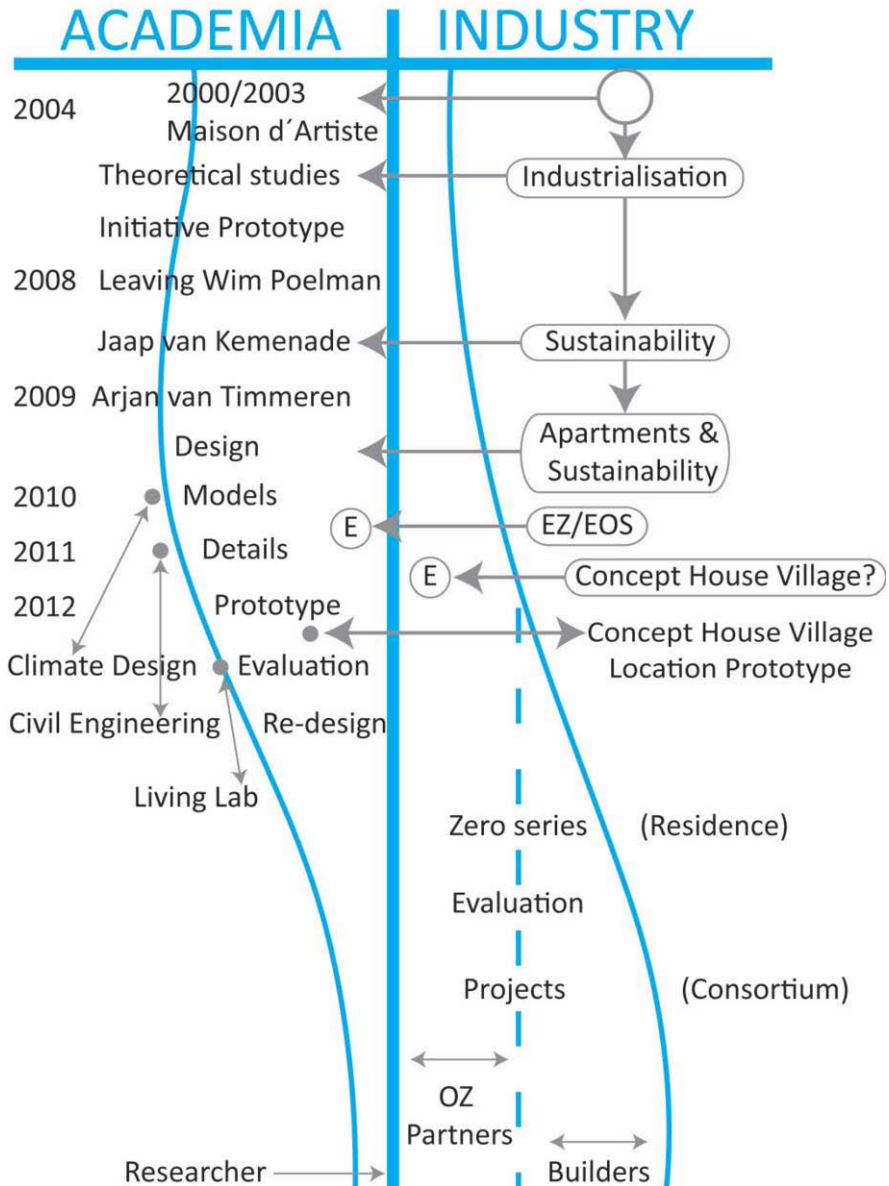 ACADEMIA INDUSTRY
2004
2000/2003
Maison d´Artiste
Theoretical studies
Industrialisation
Initiative Prototype
2008 Leaving Wim Poelman
Jaap van Kemenade
Sustainability
2009 Arjan van Timmeren
Design
Apartments &
Sustainability
2010 Models
E EZ/EOS
2011 Details
E Concept House Village?
2012 Prototype
Concept House Village
Location Prototype
Climate Design Evaluation
Civil Engineering Re-design
Living Lab
Zero series (Residence)
Evaluation
Projects (Consortium)
OZ
Partners
Researcher
Builders